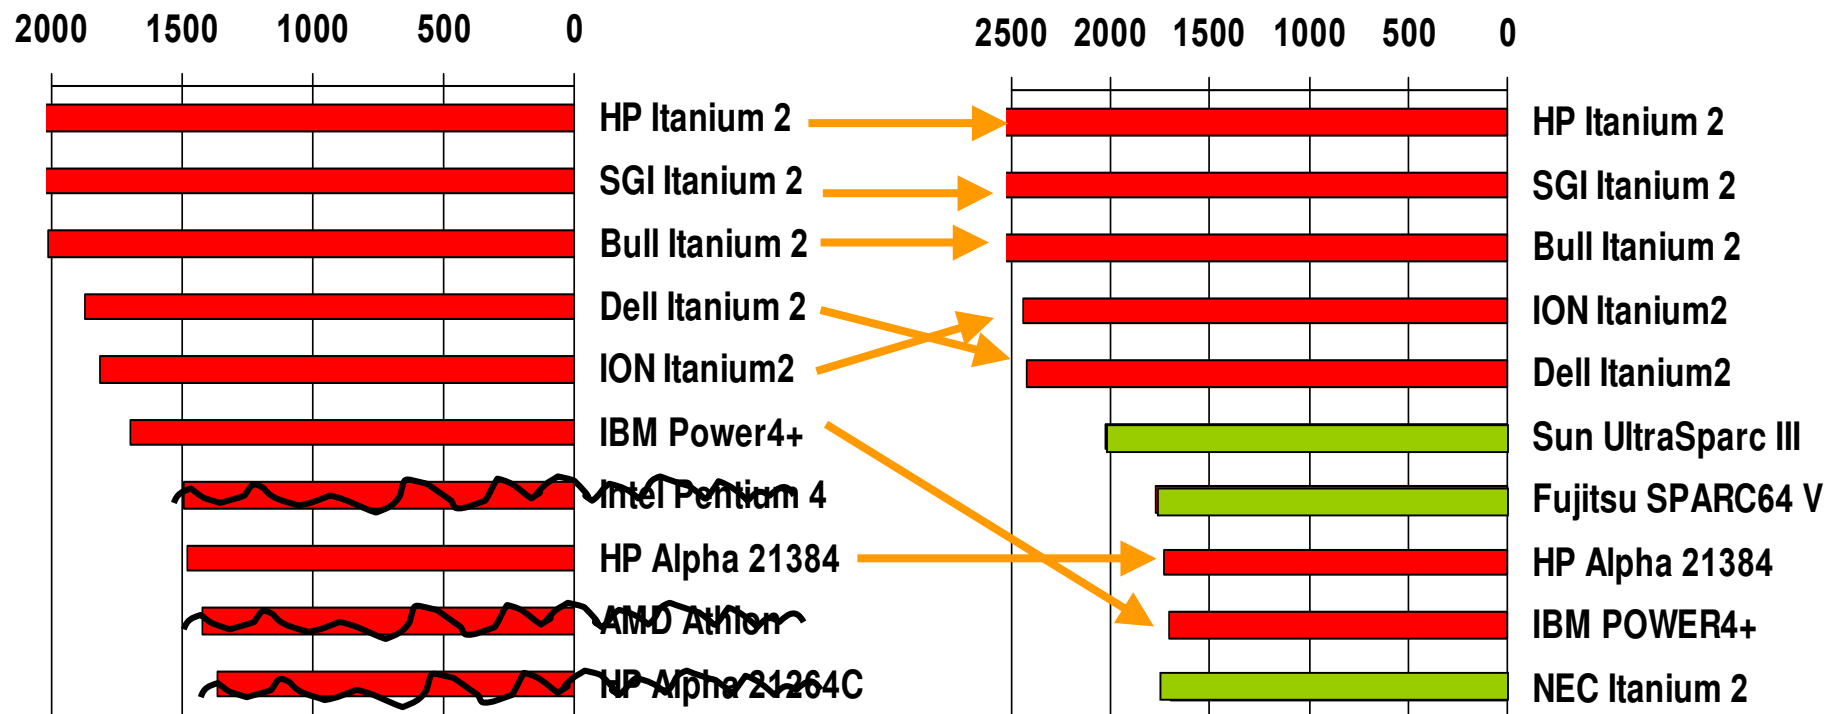 2000 1500 1000 500 0
HP Itanium 2
SGI Itanium 2
Bull Itanium 2
Dell Itanium 2
ION Itanium2
IBM Power4+
Intel Pentium 4
HP Alpha 21384
AMD Athlon
HP Alpha 21264C
2500 2000 1500 1000 500 0
HP Itanium 2
SGI Itanium 2
Bull Itanium 2
ION Itanium2
Dell Itanium2
Sun UltraSparc III
Fujitsu SPARC64 V
HP Alpha 21384
IBM POWER4+
NEC Itanium 2